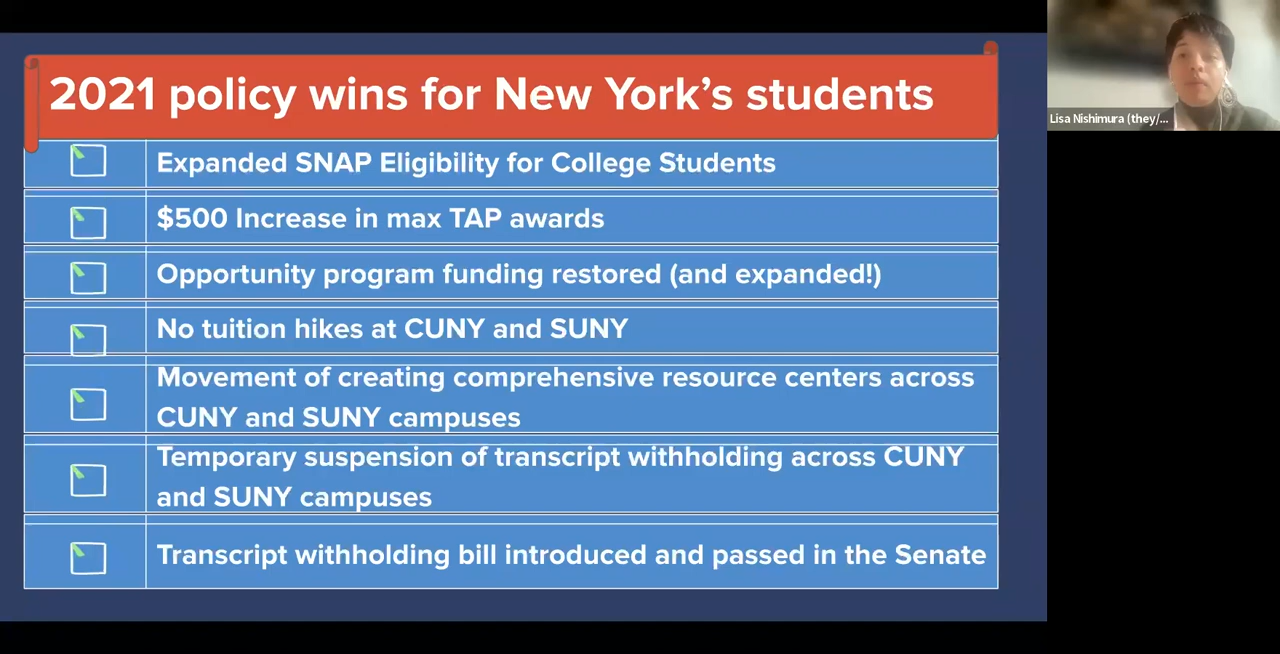 2021 policy wins for New York’s students
Expanded SNAP Eligibility for College Students
$500 Increase in max TAP awards
Opportunity program funding restored (and expanded!)
No tuition hikes at CUNY and SUNY
Movement of creating comprehensive resource centers across
CUNY and SUNY campuses
Temporary suspension of transcript withholding across CUNY
and SUNY campuses
Transcript withholding bill introduced and passed in the Senate
Lisa Nishimura (they/...